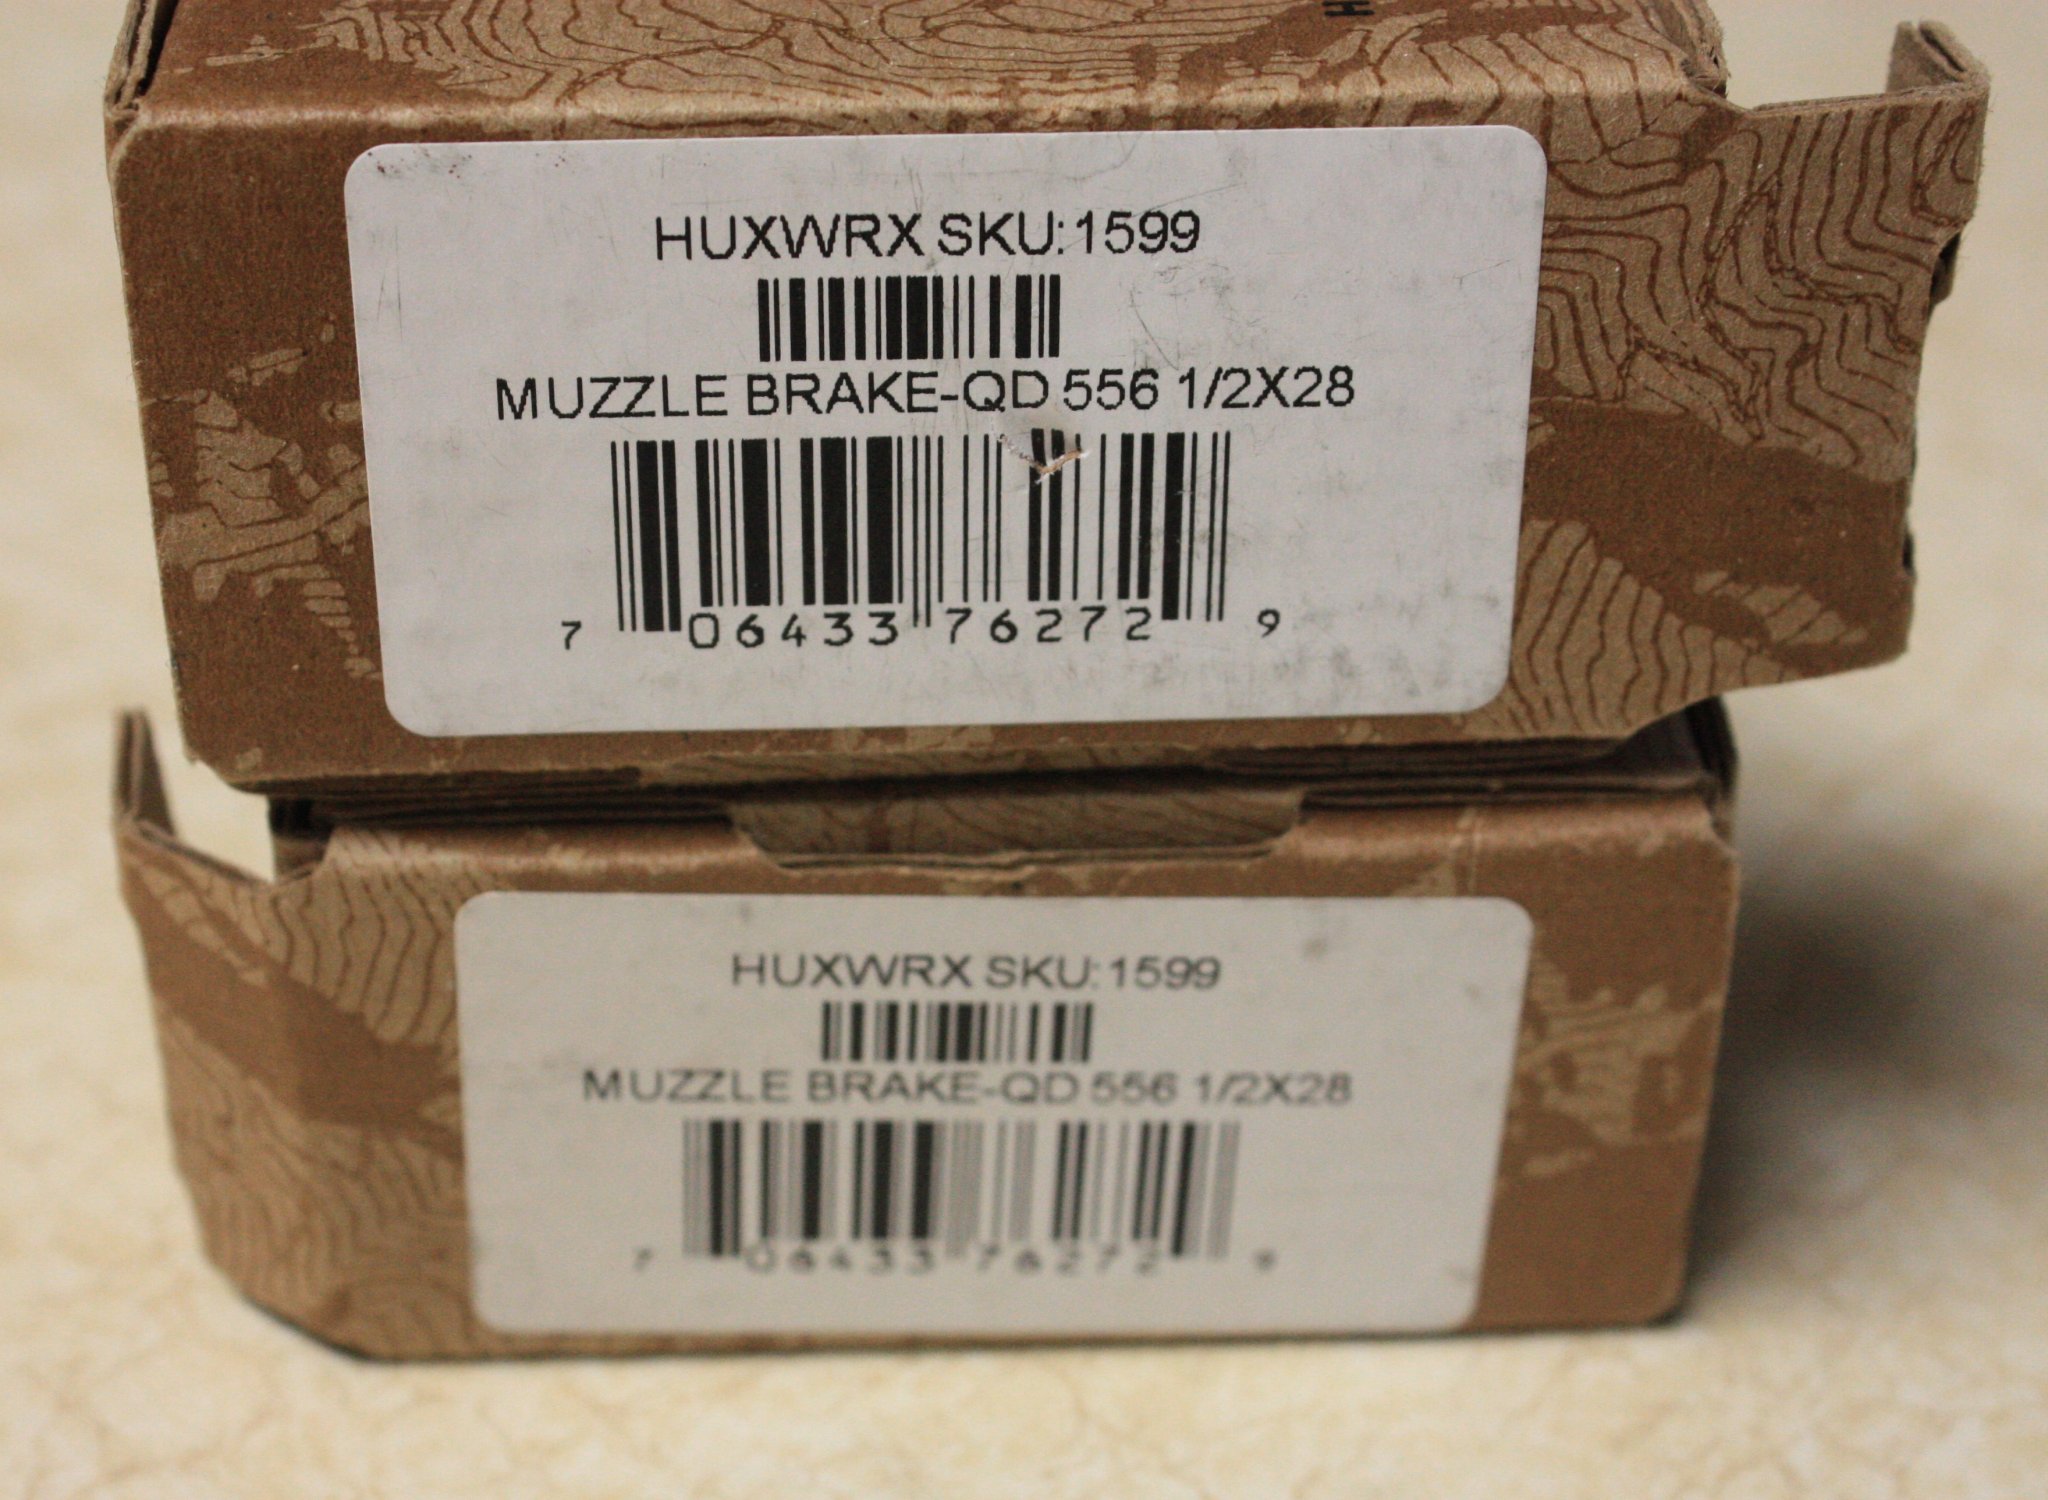 HUXWRX SKU:1599
MUZZLE BRAKE-QD 556 1/2X28
7 06433 76272 9
HUXWRX SKU:1599
MUZZLE BRAKE-QD 556 1/2X28
7 06433 76272 9